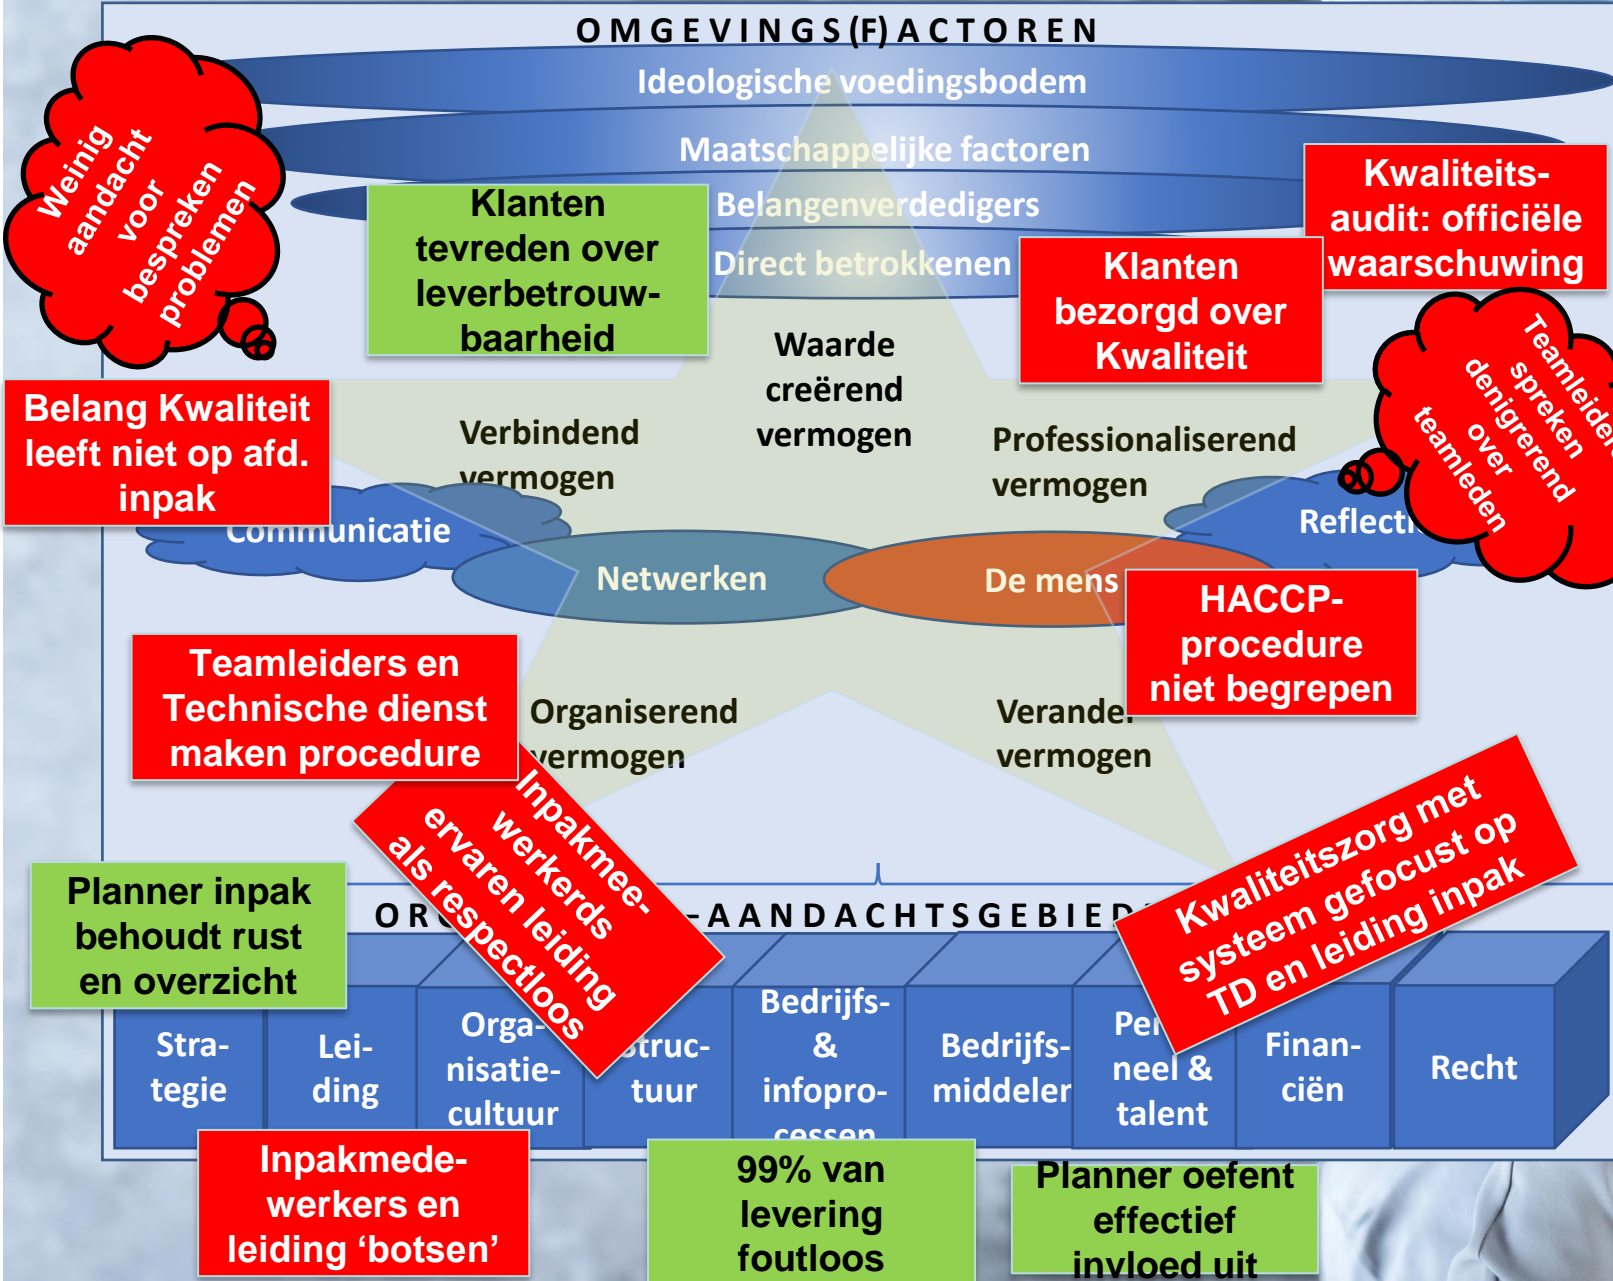 OMGEVINGS(F)ACTOREN
Ideologische voedingsbodem
Maatschappelijke factoren
Belangenverdedigers
Direct betrokkenen
Weinig
aandacht
voor
bespreken
problemen
Klanten
tevreden over
leverbetrouw-
baarheid
Kwaliteits-
audit: officiële
waarschuwing
Klanten
bezorgd over
Kwaliteit
Waarde
creërend
vermogen
Teamleiders
spreken
denigrerend
over
teamleden
Belang Kwaliteit
leeft niet op afd.
inpak
Verbindend
vermogen
Professionaliserend
vermogen
Communicatie
Netwerken
De mens
HACCP-
procedure
niet begrepen
Teamleiders en
Technische dienst
maken procedure
Organiserend
vermogen
vermogen
Inpakmee-
werkerds
ervaren leiding
als respectloos
Kwaliteitszorg met
systeem gefocust op
TD en leiding inpak
Planner inpak
behoudt rust
en overzicht
-AANDACHTSGEBIED
Stra-
tegie
Lei-
ding
Orga-
nisatie-
cultuur
Struc-
tuur
Bedrijfs-
&
infopro-
cessen
Bedrijfs-
middelen
neel &
talent
Finan-
ciën
Recht
Inpakmede-
werkers en
leiding ‘botsen’
99% van
levering
foutloos
Planner oefent
effectief
invloed uit